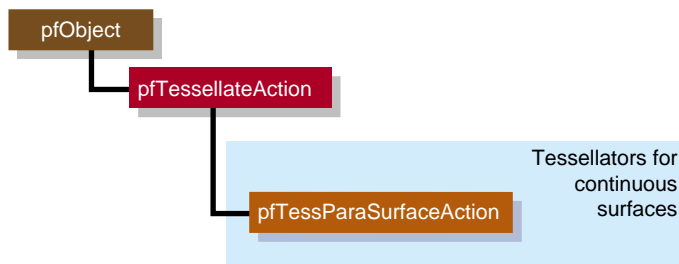 pfObject
pfTessellateAction
Tessellators for
continuous
surfaces
pfTessParaSurfaceAction